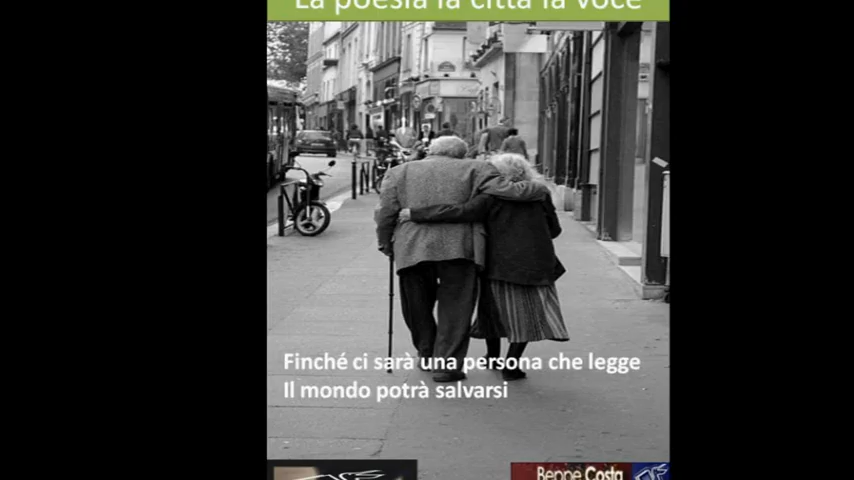 La poesia la città la voce
Finché ci sarà una persona che legge
Il mondo potrà salvarsi
Beppe Costa